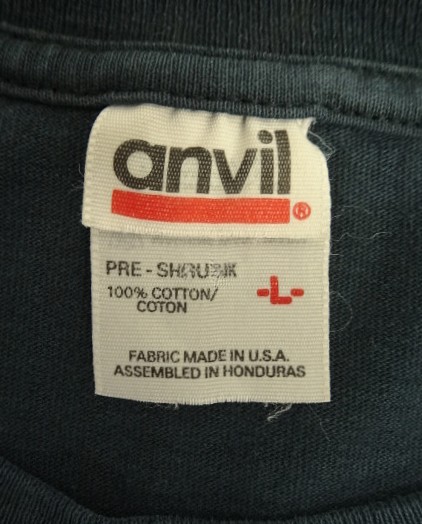 anvil
®
PRE - SHRUNK
100% COTTON/
COTON
-L-
FABRIC MADE IN U.S.A.
ASSEMBLED IN HONDURAS